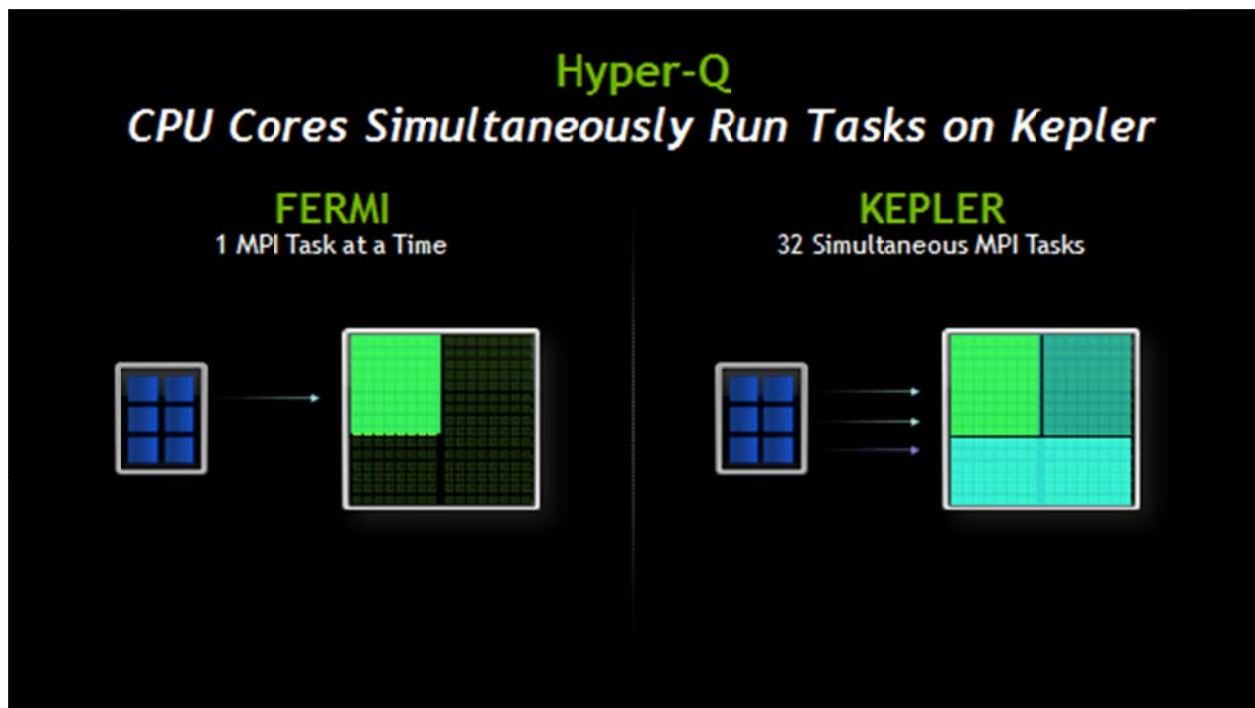 Hyper-Q
CPU Cores Simultaneously Run Tasks on Kepler
FERMI
1 MPI Task at a Time
KEPLER
32 Simultaneous MPI Tasks